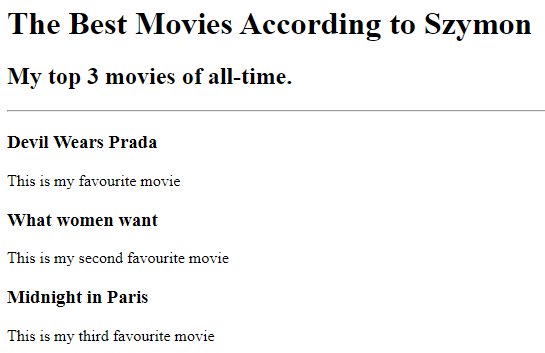 The Best Movies According to Szymon
My top 3 movies of all-time.
Devil Wears Prada
This is my favourite movie
What women want
This is my second favourite movie
Midnight in Paris
This is my third favourite movie